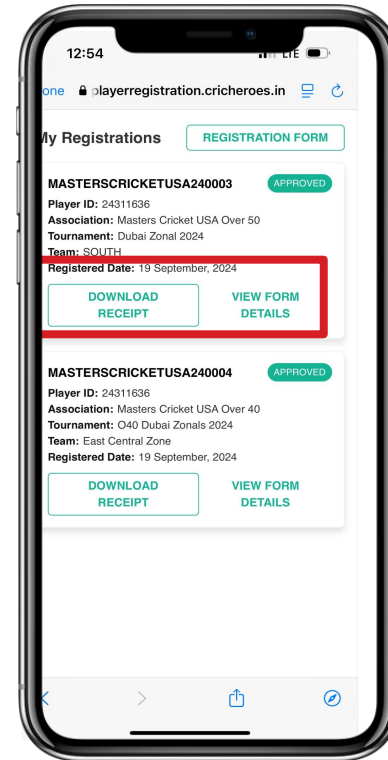 12:54 LTE
one playerregistration.cricheroes.in
My Registrations REGISTRATION FORM
MASTERSCRICKETUSA240003 APPROVED
Player ID: 24311636
Association: Masters Cricket USA Over 50
Tournament: Dubai Zonal 2024
Team: SOUTH
Registered Date: 19 September, 2024
DOWNLOAD RECEIPT VIEW FORM DETAILS
MASTERSCRICKETUSA240004 APPROVED
Player ID: 24311636
Association: Masters Cricket USA Over 40
Tournament: O40 Dubai Zonals 2024
Team: East Central Zone
Registered Date: 19 September, 2024
DOWNLOAD RECEIPT VIEW FORM DETAILS